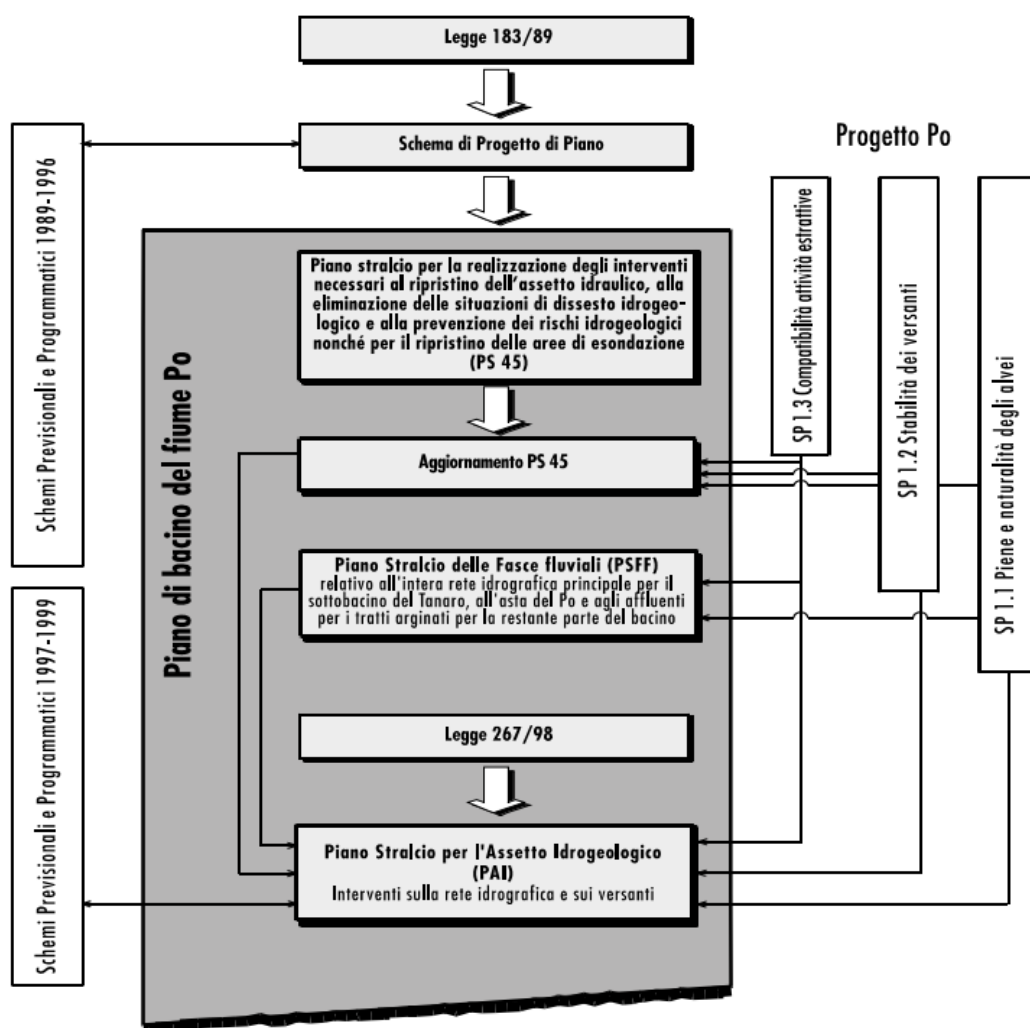 Legge 183/89
Schema di Progetto di Piano
Progetto Po
Schemi Previsionali e Programmatici 1989-1996
Schemi Previsionali e Programmatici 1997-1999
Piano di bacino del fiume Po
Piano stralcio per la realizzazione degli interventi
necessari al ripristino dell'assetto idraulico, alla
eliminazione delle situazioni di dissesto idrogeo-
logico e alla prevenzione dei rischi idrogeologici
nonché per il ripristino delle aree di esondazione
(PS 45)
Aggiornamento PS 45
Piano Stralcio delle Fasce fluviali (PSFF)
relativo all'intera rete idrografica principale per il
sottobacino del Tanaro, all'asta del Po e agli affluenti
per i tratti arginati per la restante parte del bacino
Legge 267/98
Piano Stralcio per l'Assetto Idrogeologico
(PAI)
Interventi sulla rete idrografica e sui versanti
SP 1.3 Compatibilità attività estrattive
SP 1.2 Stabilità dei versanti
SP 1.1 Piene e naturalità degli alvei